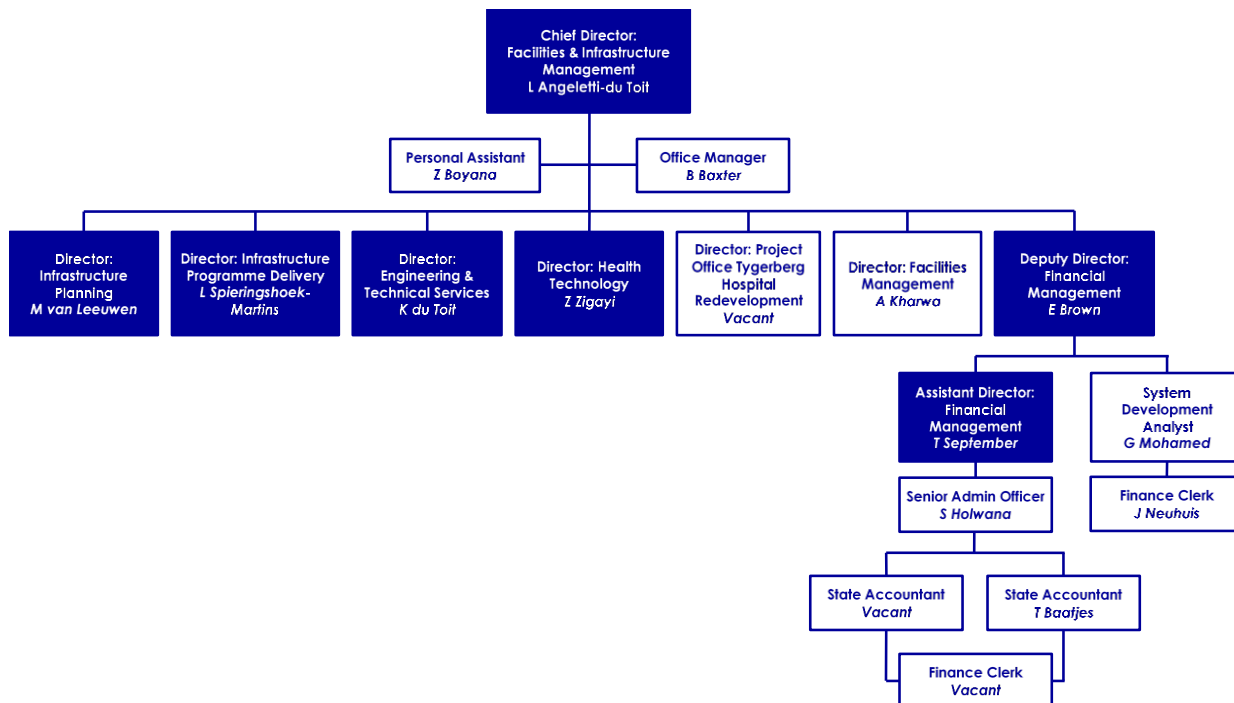 Chief Director:
Facilities & Infrastructure
Management
L Angeletti-du Toit
Personal Assistant
Z Boyana
Office Manager
B Baxter
Director:
Infrastructure
Planning
M van Leeuwen
Director: Infrastructure
Programme Delivery
L Spieringshoek-
Martins
Director:
Engineering &
Technical Services
K du Toit
Director: Health
Technology
Z Zigayi
Director: Project
Office Tygerberg
Hospital
Redevelopment
Vacant
Director: Facilities
Management
A Kharwa
Deputy Director:
Financial
Management
E Brown
Assistant Director:
Financial
Management
T September
System
Development
Analyst
G Mohamed
Senior Admin Officer
S Holwana
Finance Clerk
J Neuhuis
State Accountant
Vacant
State Accountant
T Baatjes
Finance Clerk
Vacant